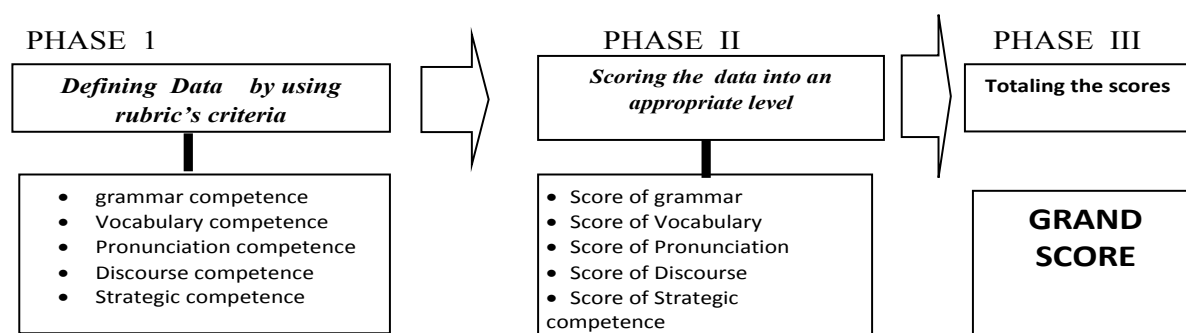 PHASE 1
Defining Data by using
rubric's criteria
• grammar competence
• Vocabulary competence
• Pronunciation competence
• Discourse competence
• Strategic competence
PHASE II
Scoring the data into an
appropriate level
• Score of grammar
• Score of Vocabulary
• Score of Pronunciation
• Score of Discourse
• Score of Strategic
competence
PHASE III
Totaling the scores
GRAND
SCORE